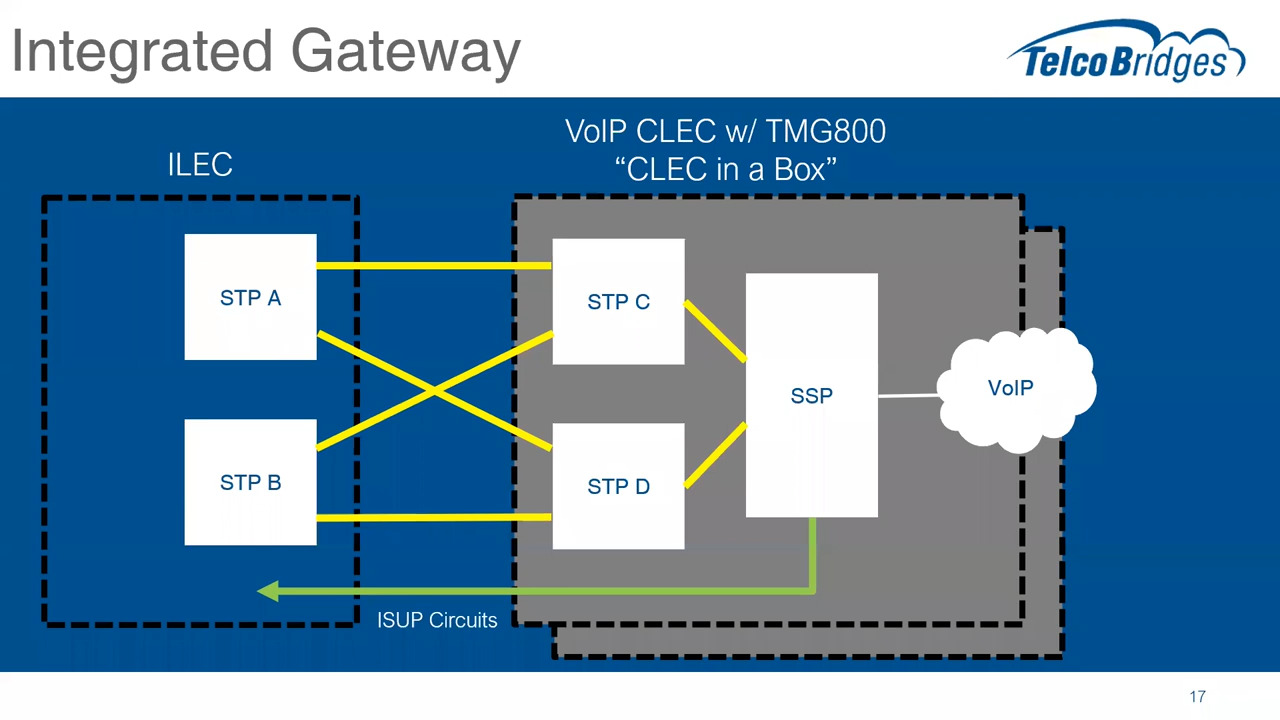 Integrated Gateway
TelcoBridges
VoIP CLEC w/ TMG800
“CLEC in a Box”
ILEC
STP A
STP C
SSP
VoIP
STP B
STP D
ISUP Circuits
17